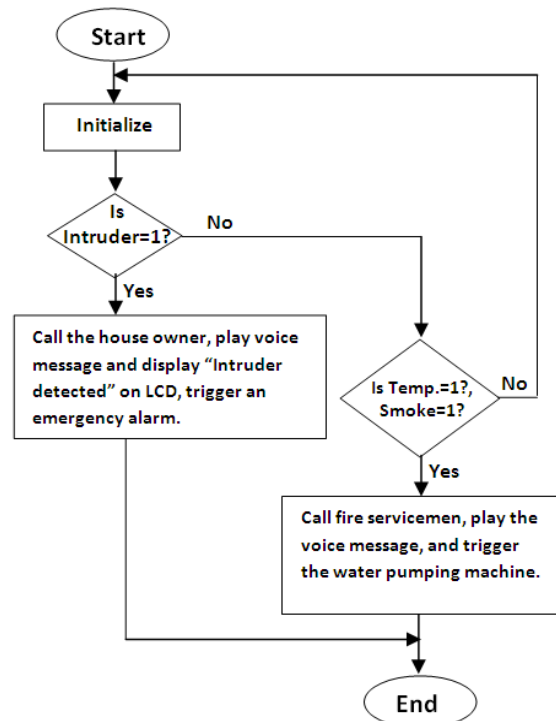 Start
Initialize
Is
Intruder=1?
No
Yes
Call the house owner, play voice
message and display “Intruder
detected” on LCD, trigger an
emergency alarm.
Is Temp.=1?,
Smoke=1?
No
Yes
Call fire servicemen, play the
voice message, and trigger
the water pumping machine.
End